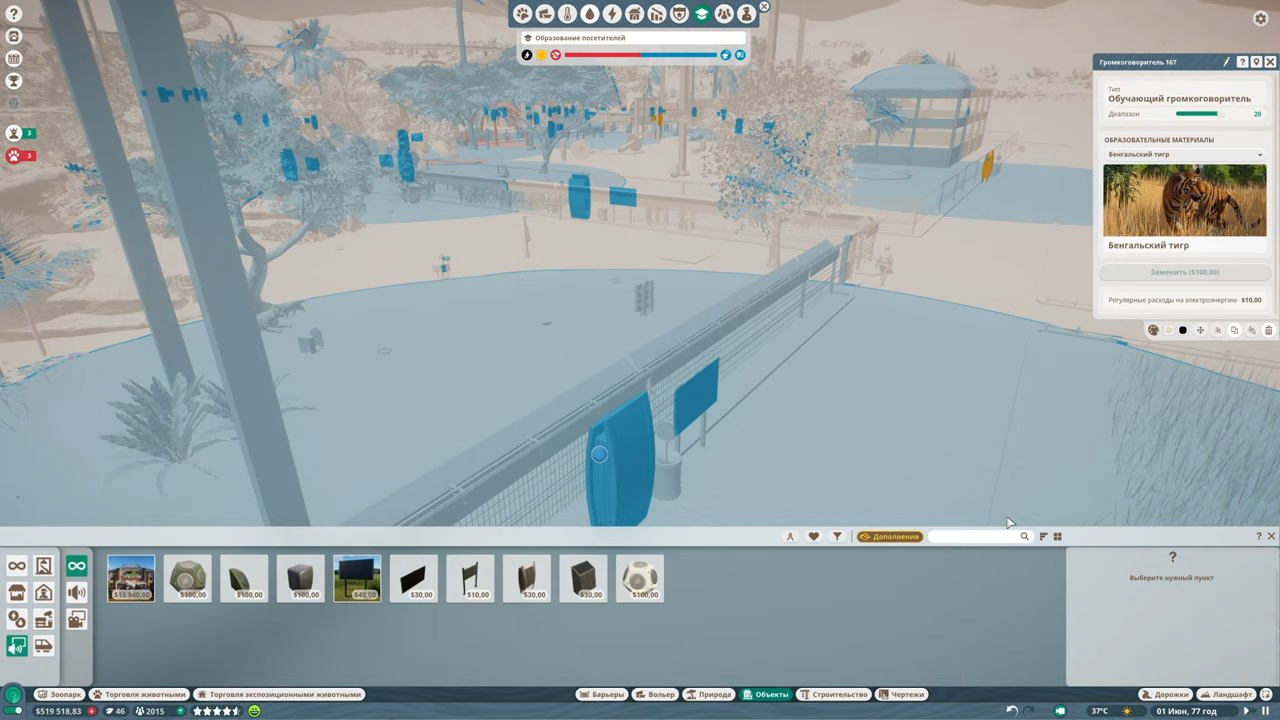 Образование посетителей
Громкоговоритель 167
Тип
Обучающий громкоговоритель
Диапазон 20
ОБРАЗОВАТЕЛЬНЫЕ МАТЕРИАЛЫ
Бенгальский тигр
Бенгальский тигр
Заменить ($100,00)
Регулярные расходы на электроэнергию $10,00
3
3
Дополнения
?
Выберите нужный пункт
$15 940,00 $100,00 $100,00 $100,00 $40,00 $30,00 $10,00 $30,00 $30,00 $100,00
Зоопарк Торговля животными Торговля экспозиционными животными Барьеры Вольер Природа Объекты Строительство Чертежи Дорожки Ландшафт
$519 518,83 46 2015 37°C 01 Июн, 77 год